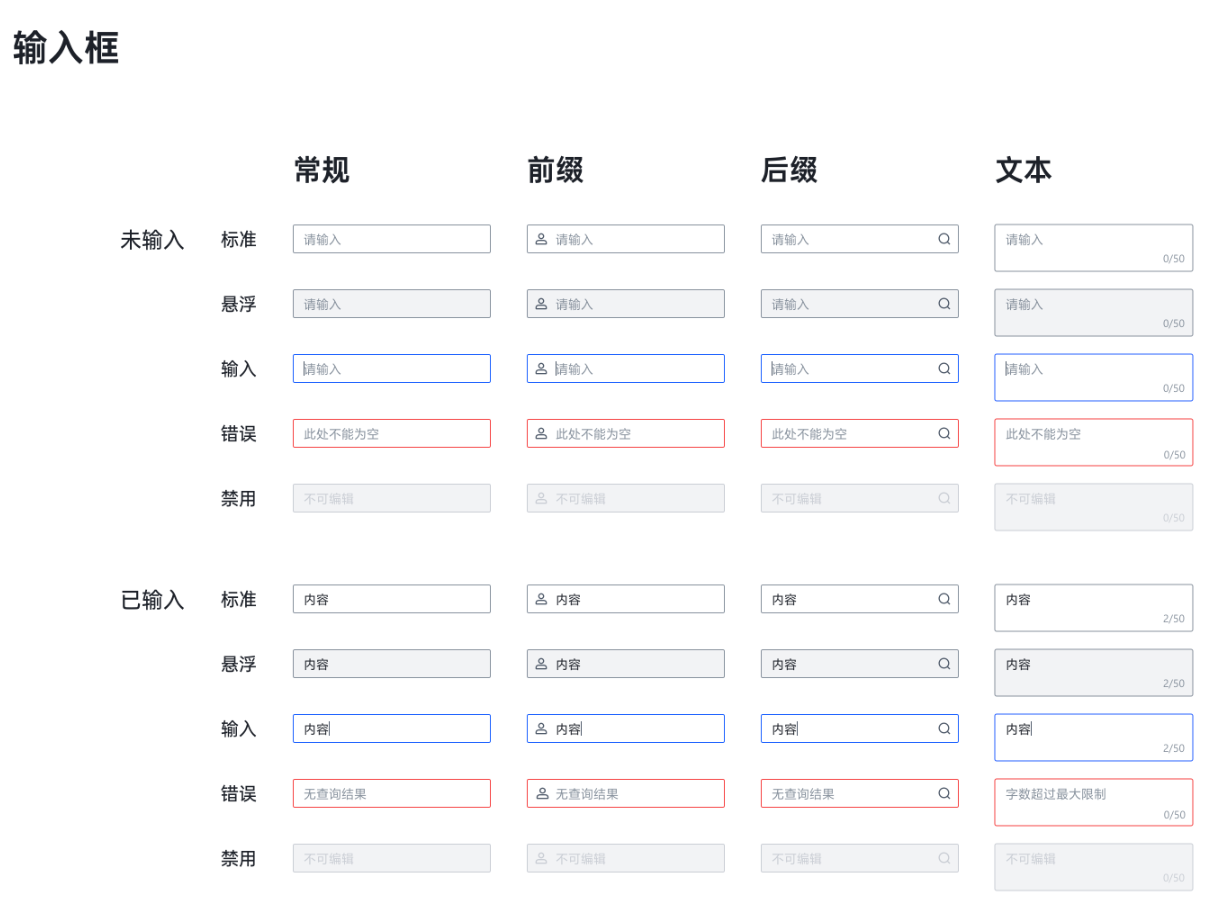 输入框
常规 前缀 后缀 文本
未输入 标准 请输入 请输入 请输入 请输入
0/50
悬浮 请输入 请输入 请输入 请输入
0/50
输入 请输入 请输入 请输入 请输入
0/50
错误 此处不能为空 此处不能为空 此处不能为空 此处不能为空
0/50
禁用 不可编辑 不可编辑 不可编辑 不可编辑
0/50
已输入 标准 内容 内容 内容 内容
2/50
悬浮 内容 内容 内容 内容
2/50
输入 内容 内容 内容 内容
2/50
错误 无查询结果 无查询结果 无查询结果 字数超过最大限制
0/50
禁用 不可编辑 不可编辑 不可编辑 不可编辑
0/50